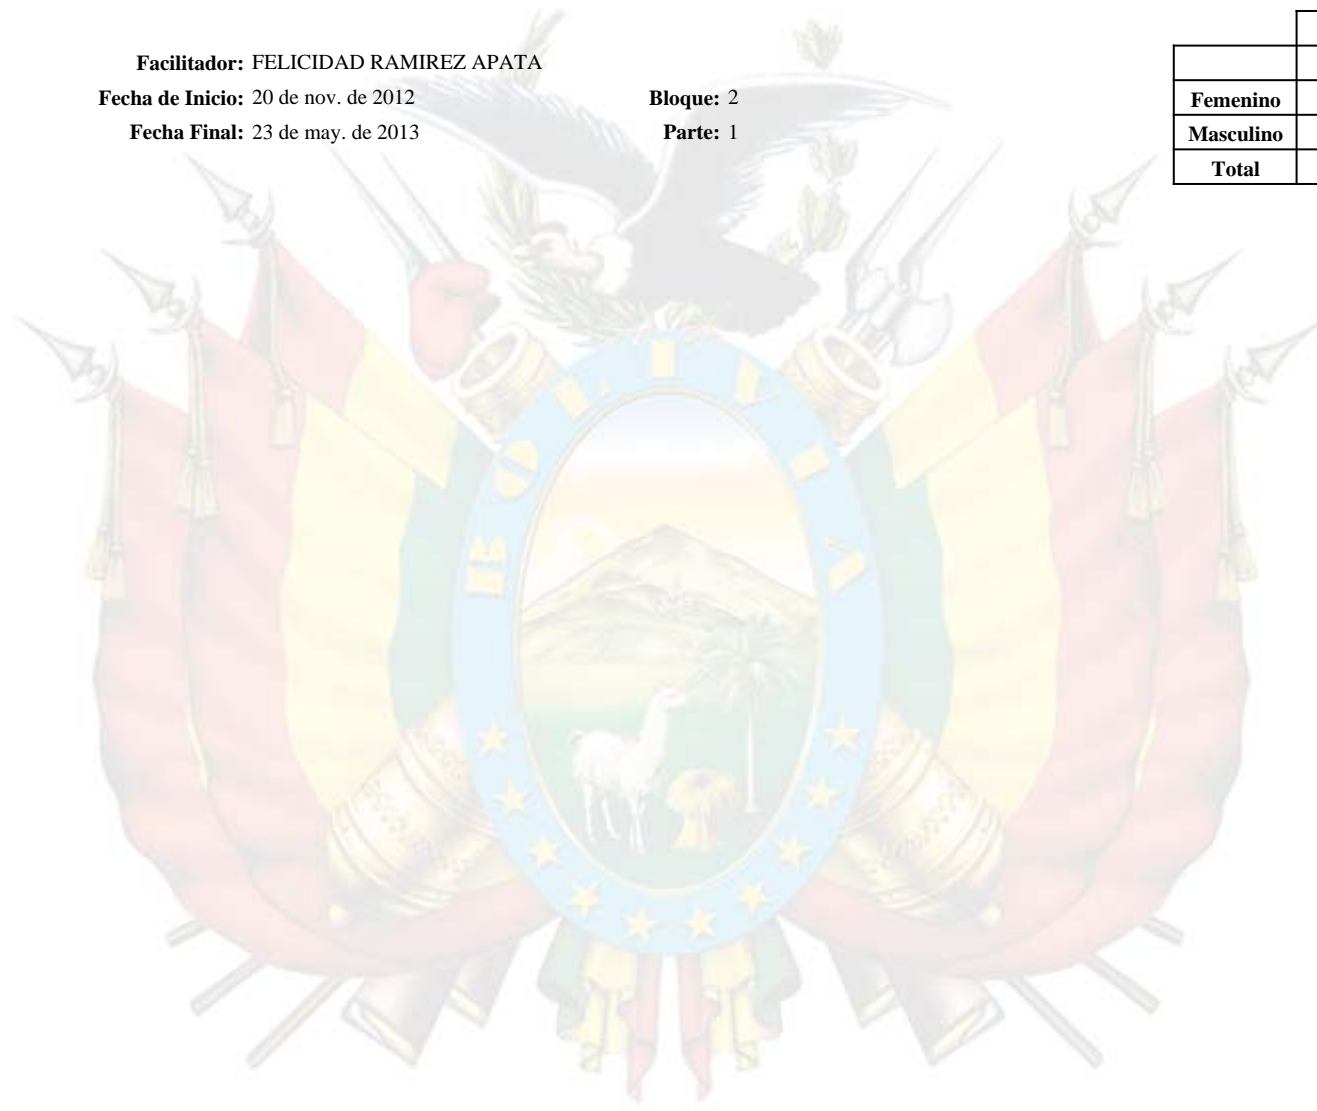 Facilitador: FELICIDAD RAMIREZ APATA
Fecha de Inicio: 20 de nov. de 2012 Bloque: 2
Fecha Final: 23 de may. de 2013 Parte: 1
Femenino
Masculino
Total
BOLIVIA